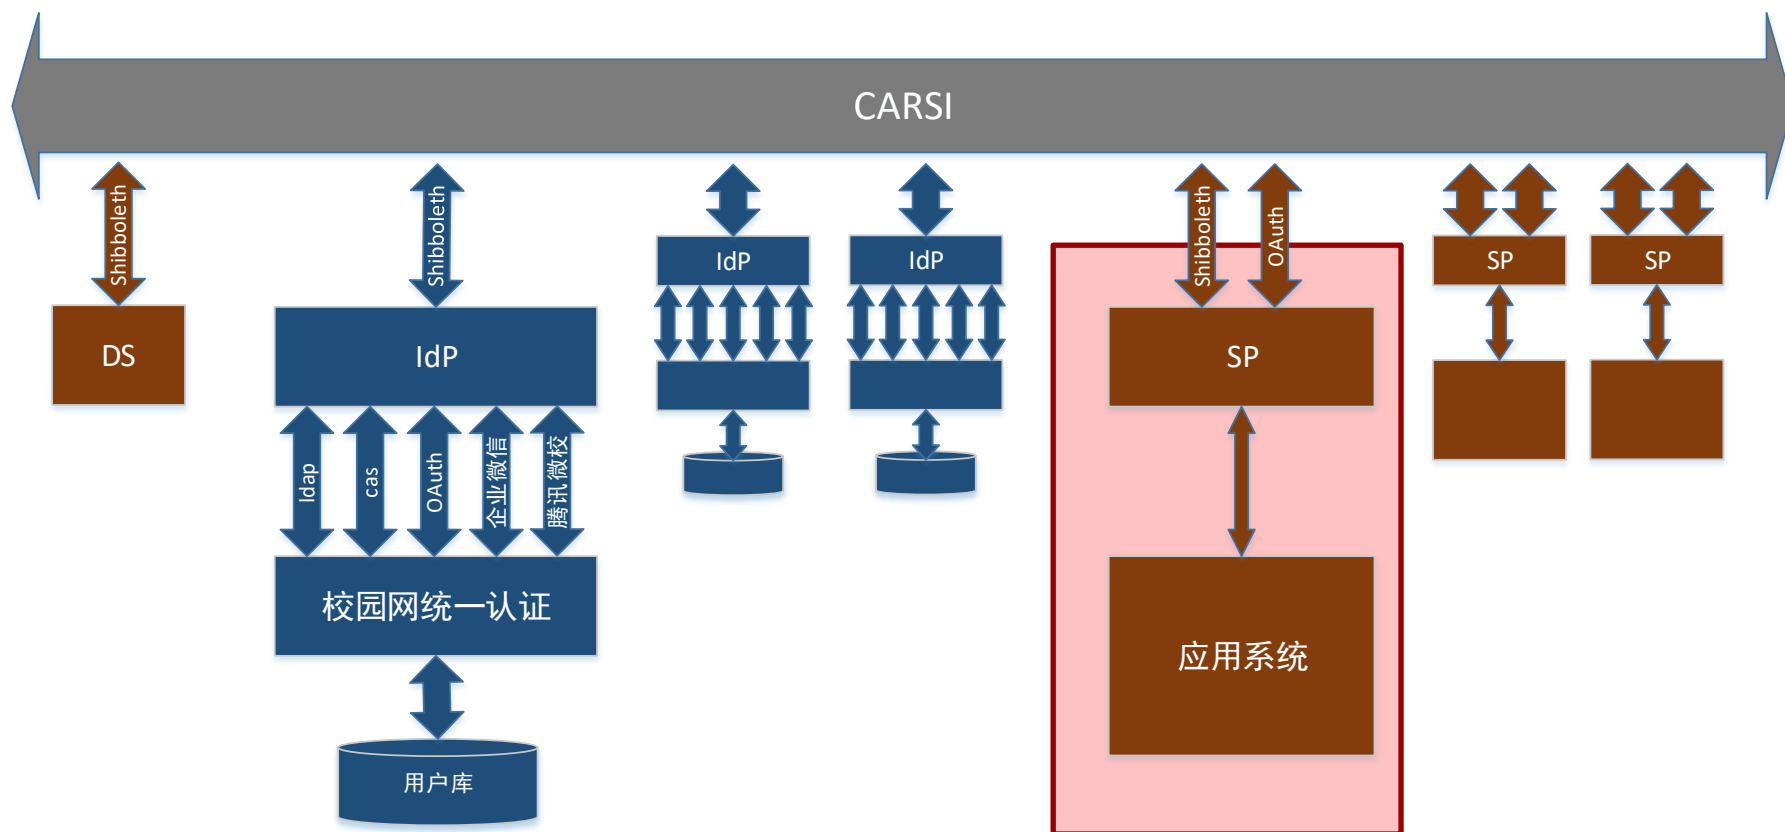 CARSI
Shibboleth
Shibboleth
Shibboleth
OAuth
IdP
IdP
SP
SP
DS
IdP
SP
ldap
cas
OAuth
企业微信
腾讯微校
校园网统一认证
应用系统
用户库